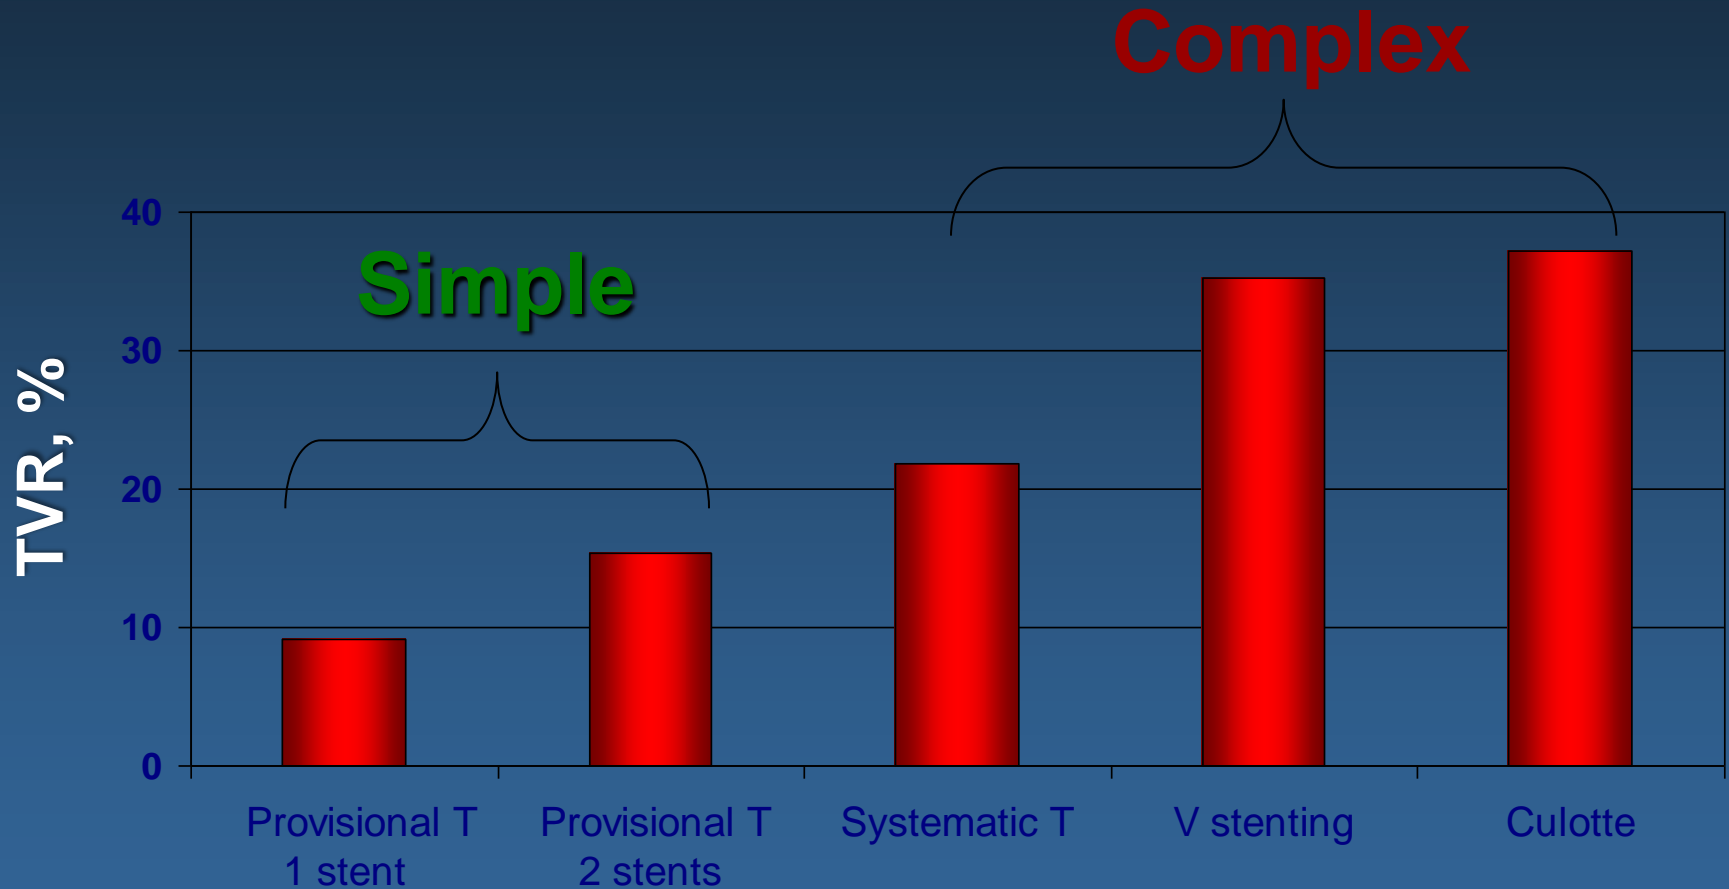 Complex
Simple
TVR, %
40
30
20
10
0
Provisional T
1 stent
Provisional T
2 stents
Systematic T
V stenting
Culotte